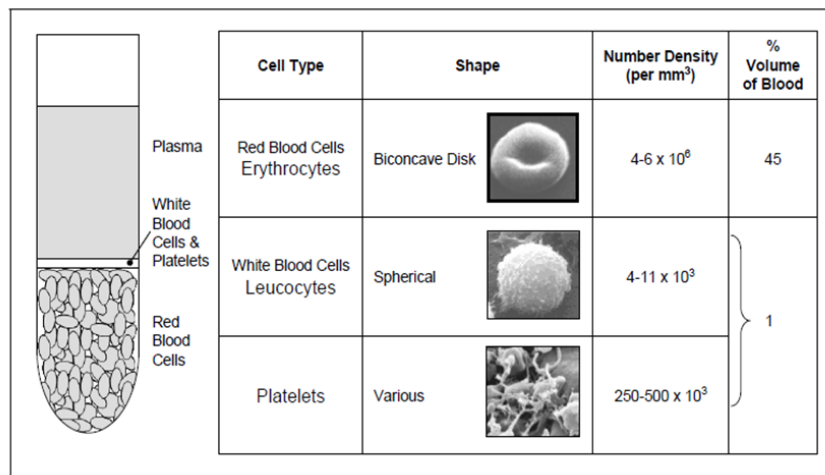 Plasma
White
Blood
Cells &
Platelets
Red
Blood
Cells
Cell Type
Shape
Number Density
(per mm³)
%
Volume
of Blood
Red Blood Cells
Erythrocytes
Biconcave Disk
4-6 x 10⁶
45
White Blood Cells
Leucocytes
Spherical
4-11 x 10³
1
Platelets
Various
250-500 x 10³